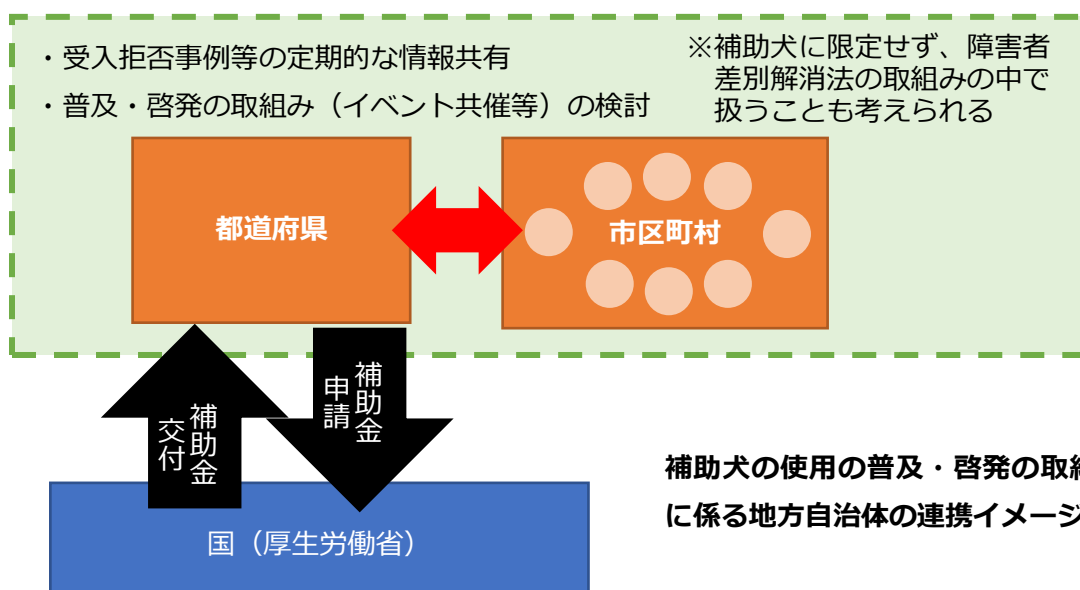 ・受入拒否事例等の定期的な情報共有
・普及・啓発の取組み（イベント共催等）の検討
※補助犬に限定せず、障害者
差別解消法の取組みの中で
扱うことも考えられる
都道府県
市区町村
補助金
交付
補助金
申請
国（厚生労働省）
補助犬の使用の普及・啓発の取
に係る地方自治体の連携イメージ